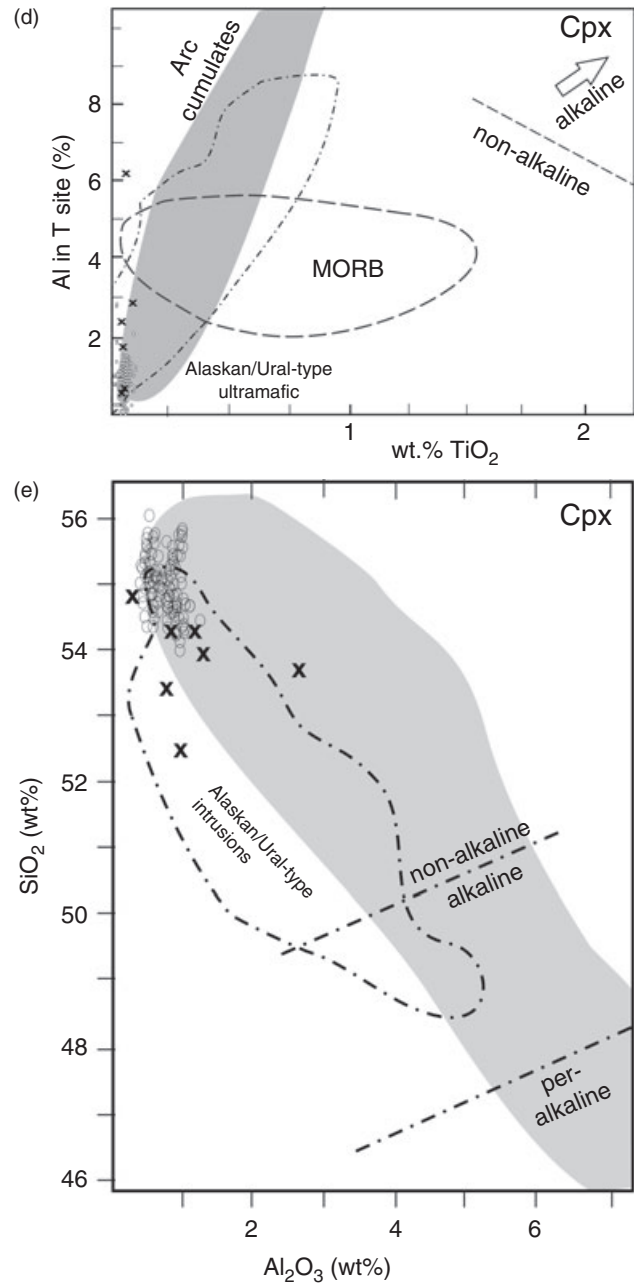 (d)
Cpx
Arc
cumulates
alkaline
non-alkaline
8
6
4
2
Al in T site (%)
MORB
Alaskan/Ural-type
ultramafic
1
2
wt.% TiO₂
(e)
Cpx
56
54
52
50
48
46
SiO₂ (wt%)
Alaskan/Ural-type
intrusions
non-alkaline
alkaline
per-
alkaline
2
4
6
Al₂O₃ (wt%)